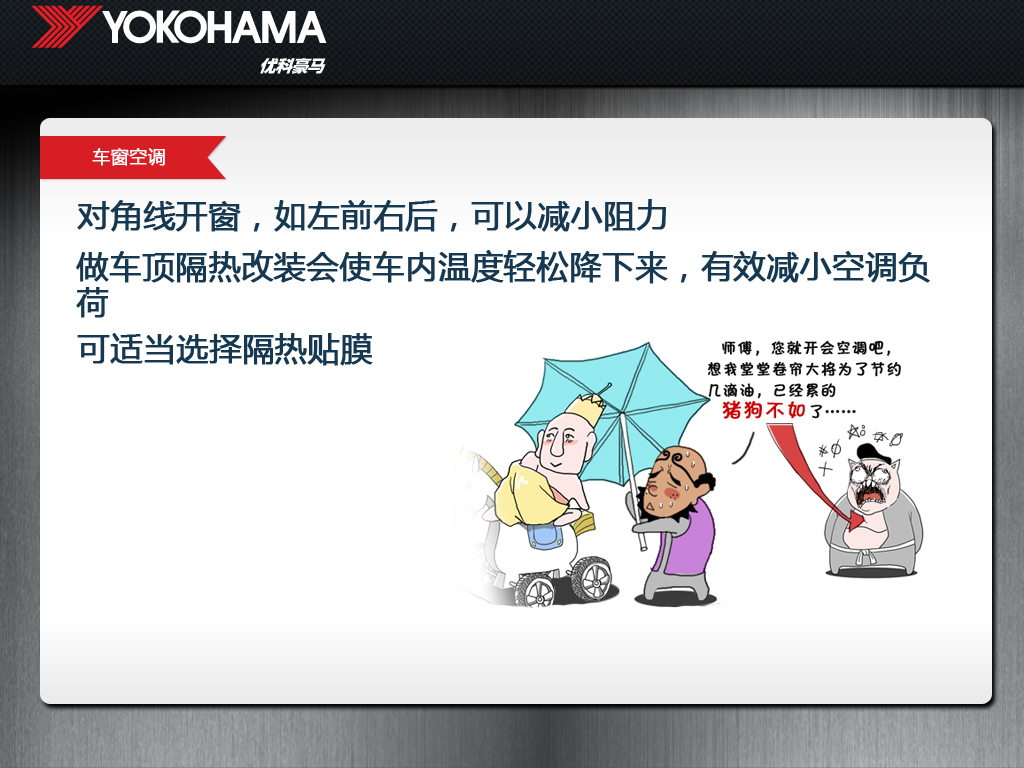 YOKOHAMA
优科豪马
车窗空调
对角线开窗，如左前右后，可以减小阻力
做车顶隔热改装会使车内温度轻松降下来，有效减小空调负
荷
可适当选择隔热贴膜
师傅，您就开会空调吧，
想我堂堂卷帘大将为了节约
几滴油，已经累的
猪狗不如了……